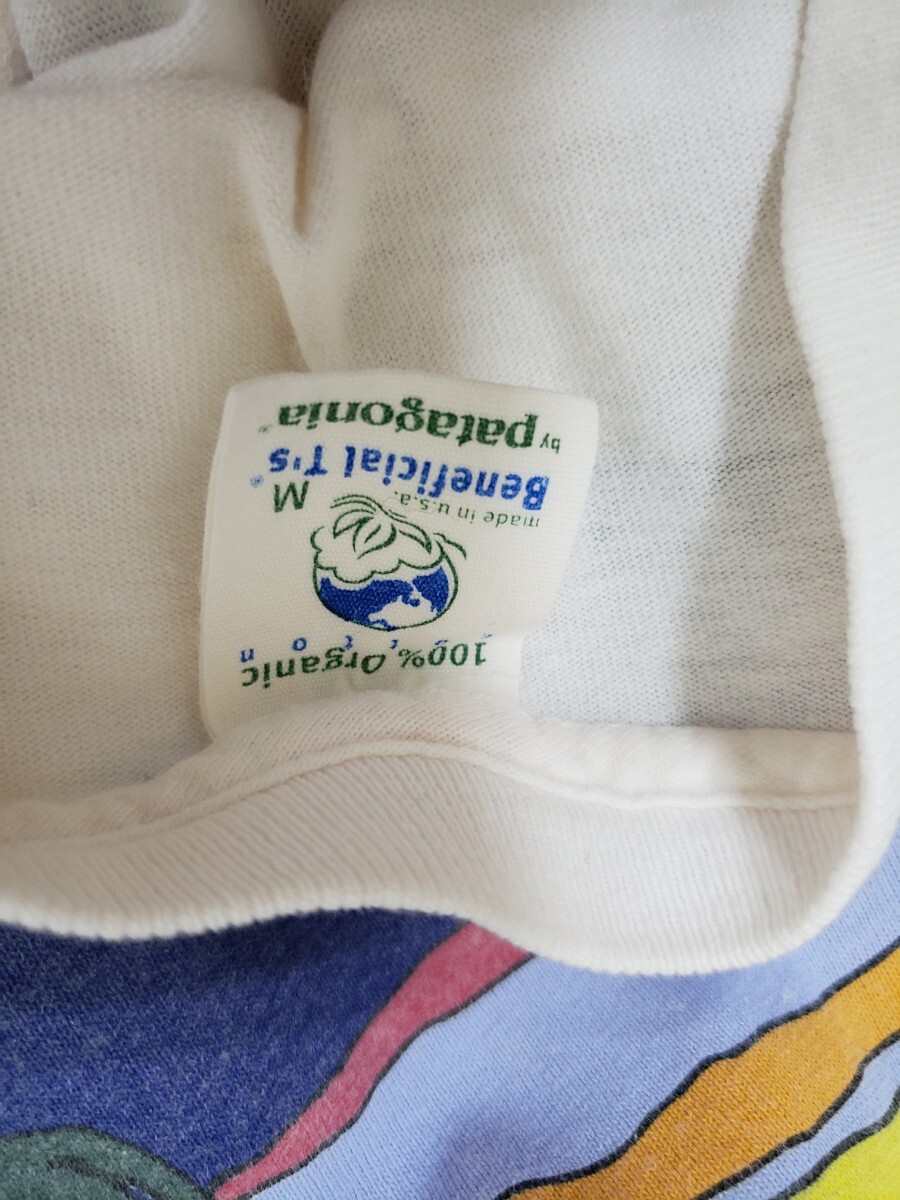 by patagonia®
Beneficial T's®
made in u.s.a. M
100% Organic
cotton